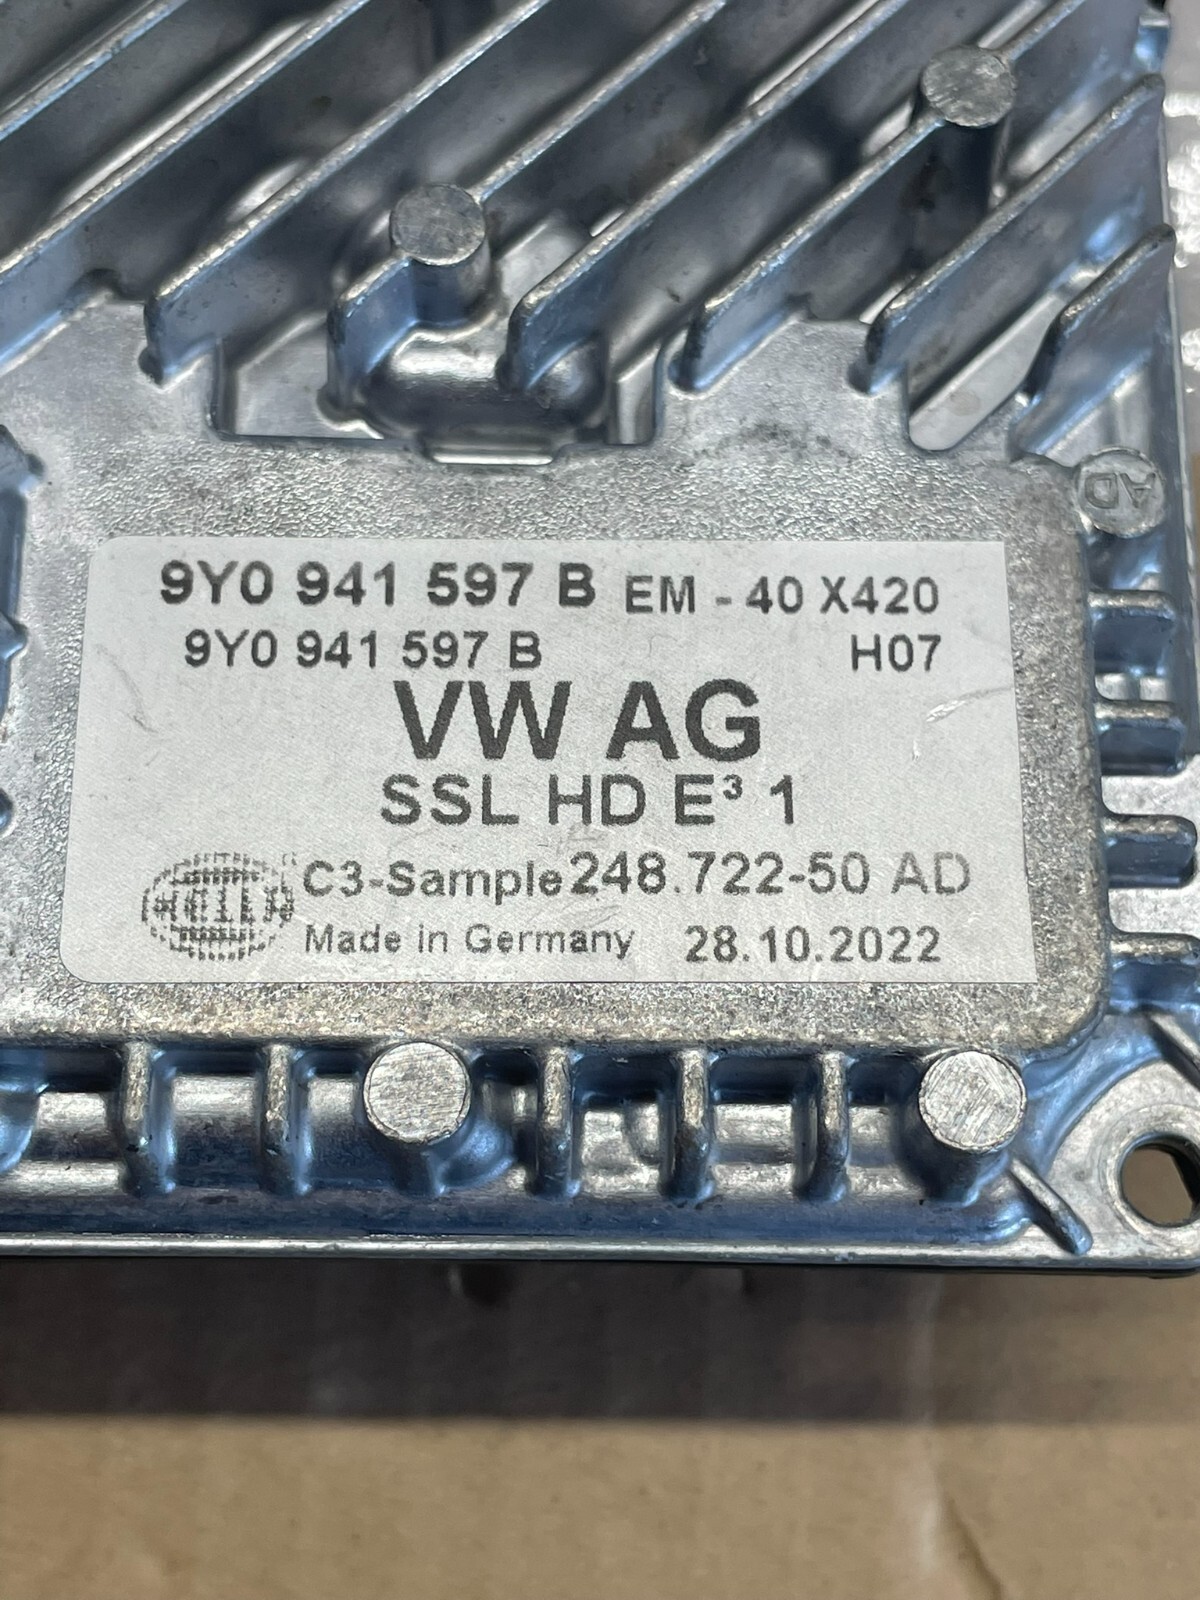 AD
9Y0 941 597 B EM - 40 X420
9Y0 941 597 B H07
VW AG
SSL HD E³ 1
C3-Sample 248.722-50 AD
Made in Germany 28.10.2022